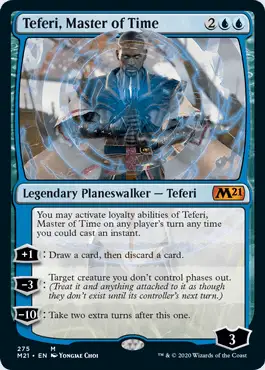 Teferi, Master of Time 2
Legendary Planeswalker — Teferi M21
You may activate loyalty abilities of Teferi,
Master of Time on any player's turn any time
you could cast an instant.
+1: Draw a card, then discard a card.
−3: Target creature you don't control phases out.
(Treat it and anything attached to it as though
they don't exist until its controller's next turn.)
−10: Take two extra turns after this one.
3
275 M
M21 • EN Yongjae Choi
™ & © 2020 Wizards of the Coast